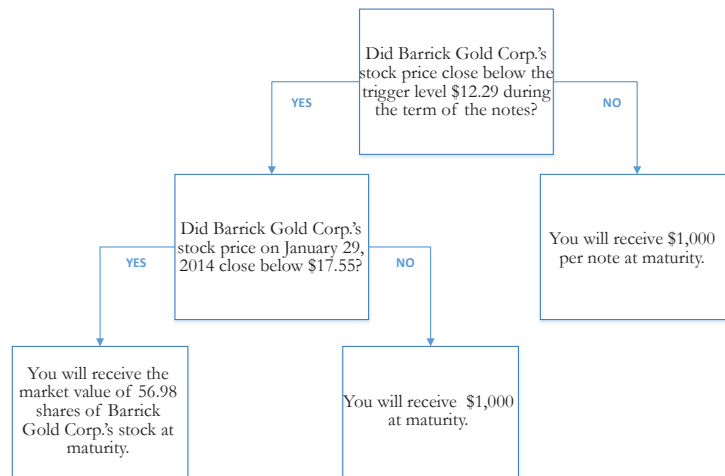 Did Barrick Gold Corp.'s
stock price close below the
trigger level $12.29 during
the term of the notes?
YES
NO
Did Barrick Gold Corp.'s
stock price on January 29,
2014 close below $17.55?
You will receive $1,000
per note at maturity.
YES
NO
You will receive the
market value of 56.98
shares of Barrick
Gold Corp.'s stock at
maturity.
You will receive $1,000
at maturity.